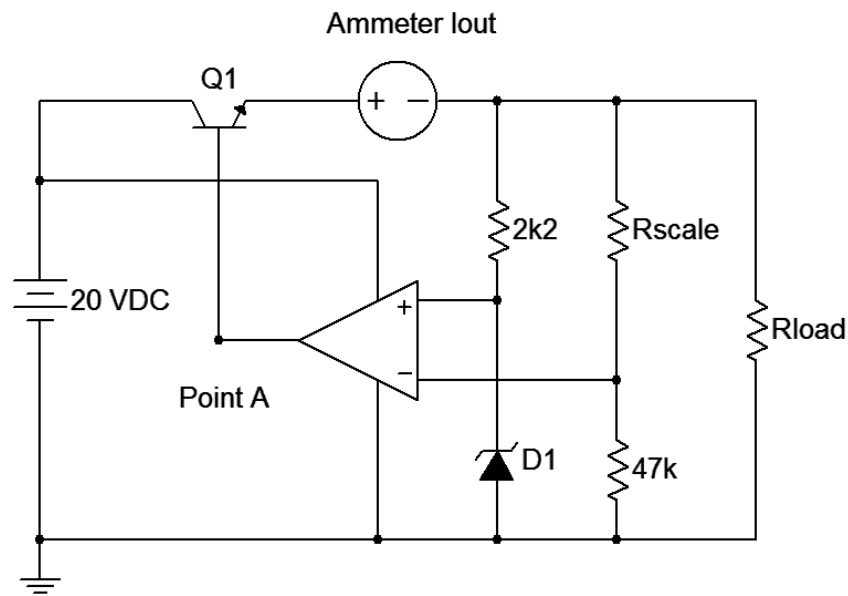 Ammeter Iout
Q1
+ −
2k2
Rscale
20 VDC
+
Rload
−
Point A
D1
47k